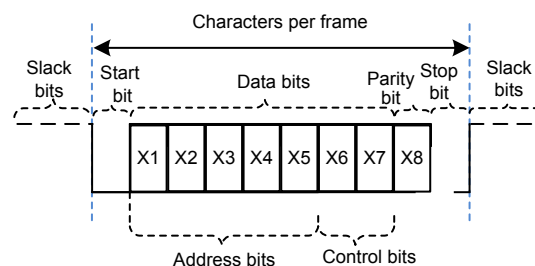 Characters per frame
Slack bits
Start bit
Data bits
Parity bit
Stop bit
Slack bits
X1 X2 X3 X4 X5 X6 X7 X8
Address bits
Control bits